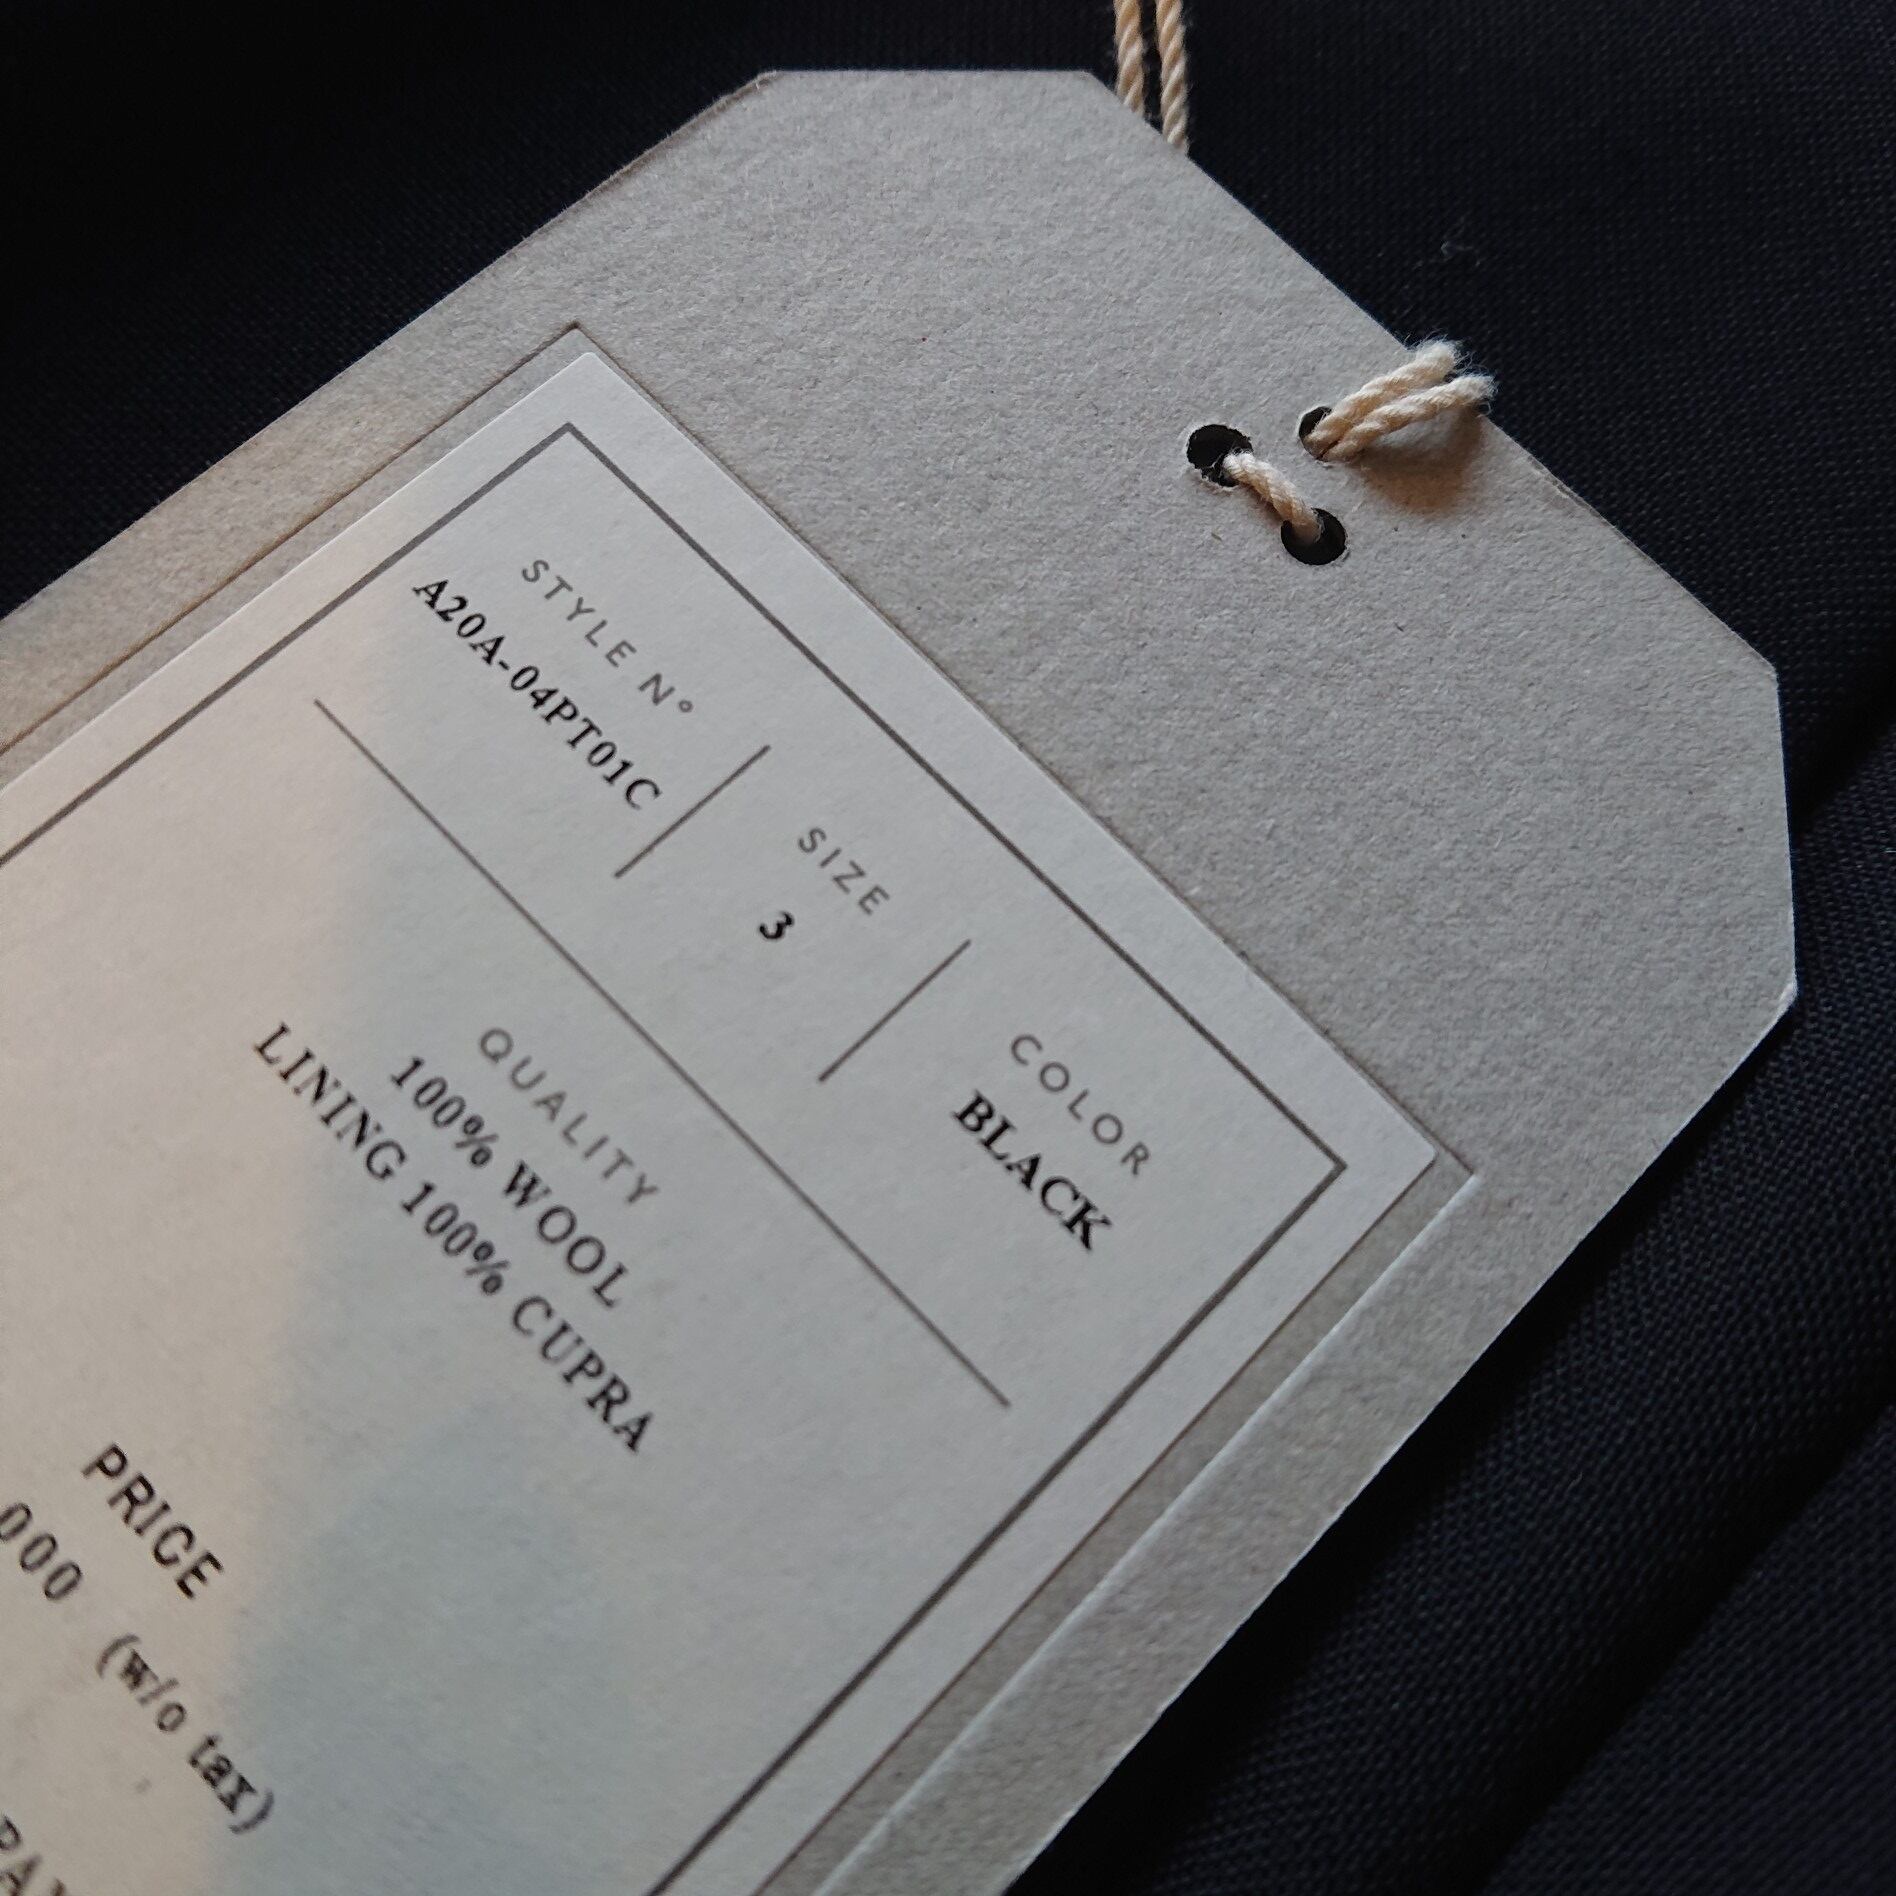 STYLE N°
A20A-04PT01C
SIZE
3
COLOR
BLACK
QUALITY
100% WOOL
LINING 100% CUPRA
PRICE
000 (w/o tax)